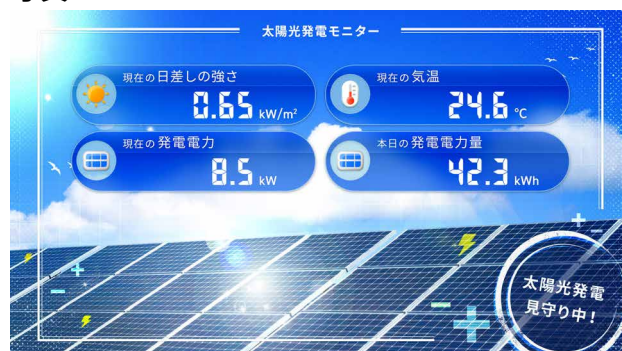 太陽光発電モニター
現在の日差しの強さ
0.65 kW/m²
現在の気温
24.6 ℃
現在の発電電力
8.5 kW
本日の発電電力量
42.3 kWh
太陽光発電
見守り中!